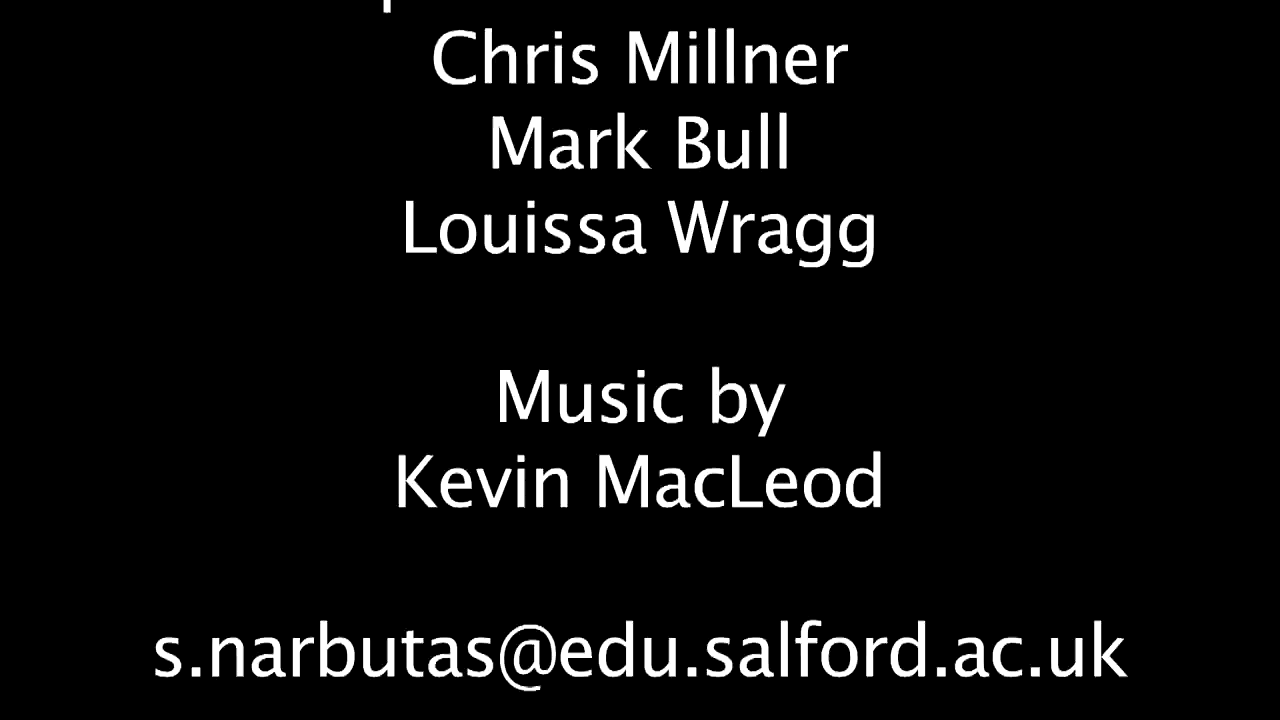 Chris Millner
Mark Bull
Louissa Wragg
Music by
Kevin MacLeod
s.narbutas@edu.salford.ac.uk